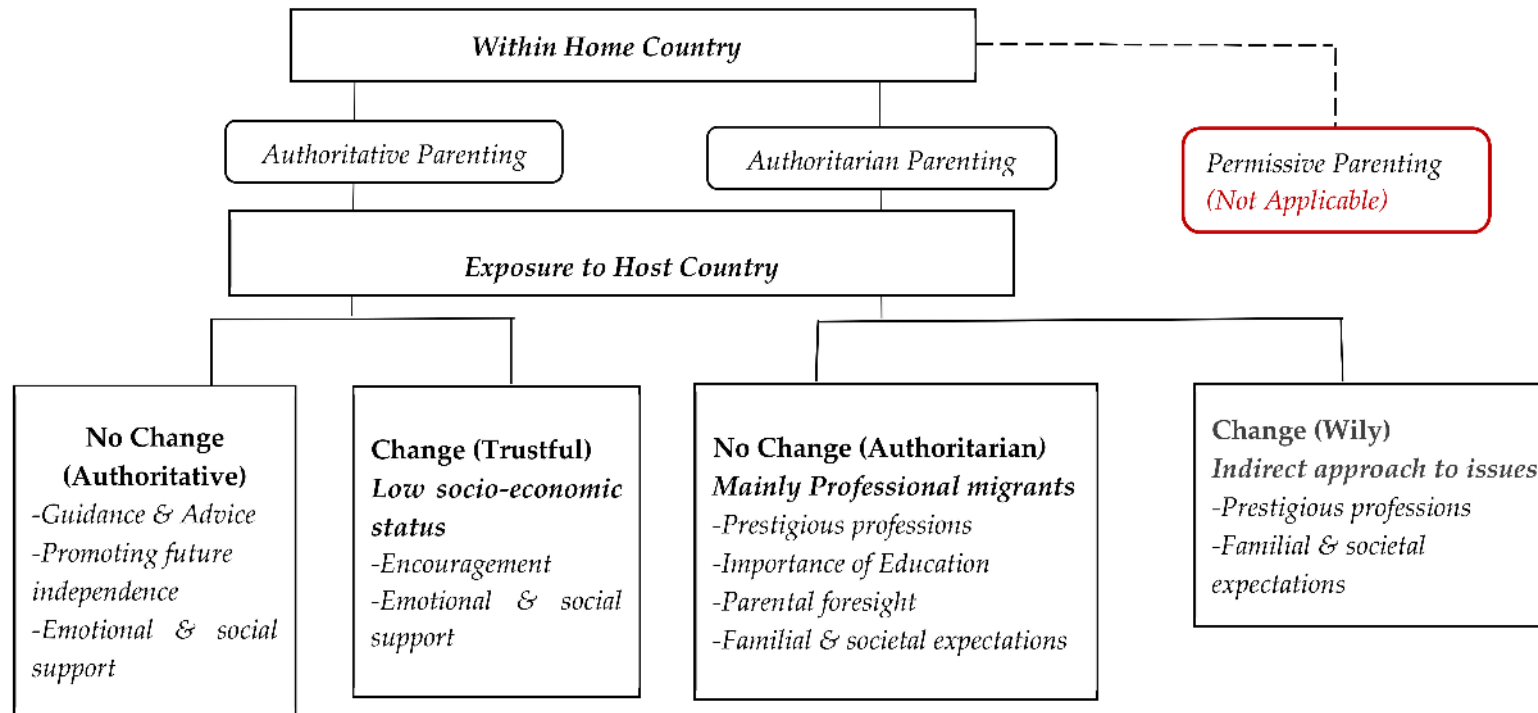 Within Home Country
Authoritative Parenting
Authoritarian Parenting
Permissive Parenting
(Not Applicable)
Exposure to Host Country
No Change
(Authoritative)
-Guidance & Advice
-Promoting future
independence
-Emotional & social
support
Change (Trustful)
Low socio-economic
status
-Encouragement
-Emotional & social
support
No Change (Authoritarian)
Mainly Professional migrants
-Prestigious professions
-Importance of Education
-Parental foresight
-Familial & societal expectations
Change (Wily)
Indirect approach to issues
-Prestigious professions
-Familial & societal
expectations